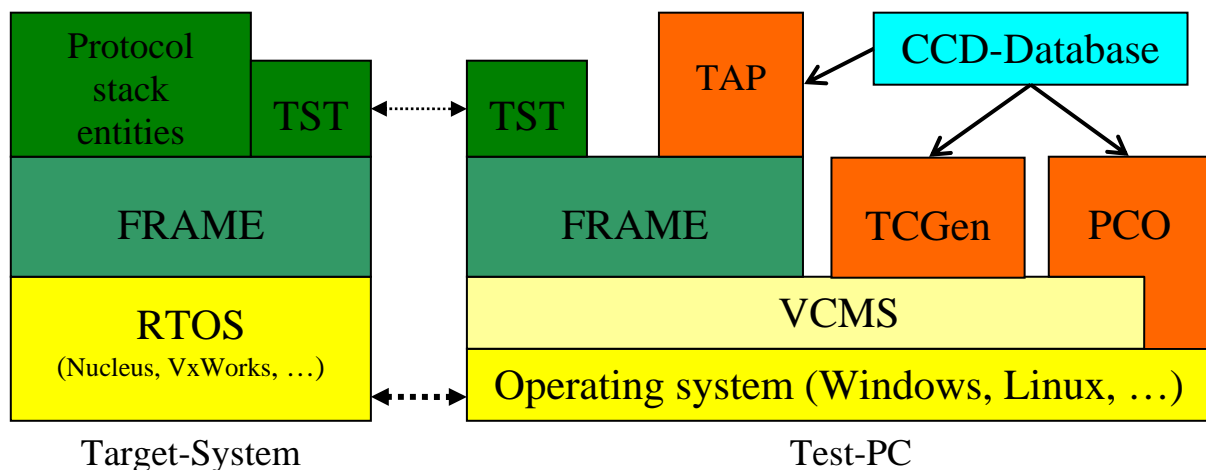 Protocol
stack
entities
TST
FRAME
RTOS
(Nucleus, VxWorks, …)
Target-System
TST
TAP
CCD-Database
FRAME
TCGen
PCO
VCMS
Operating system (Windows, Linux, …)
Test-PC